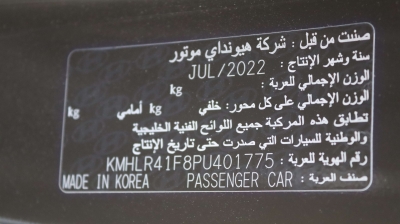 صنعت من قبل : شركة هيونداي موتور
سنة وشهر الإنتاج : JUL/2022
الوزن الإجمالي للعربة : kg
الوزن الإجمالي على كل محور: خلفي kg أمامي kg
تطابق هذه المركبة جميع اللوائح الفنية الخليجية
والوطنية للسيارات التي صدرت حتى تاريخ الإنتاج
رقم الهوية للعربة : KMHLR41F8PU401775
صنف العربة : PASSENGER CAR MADE IN KOREA